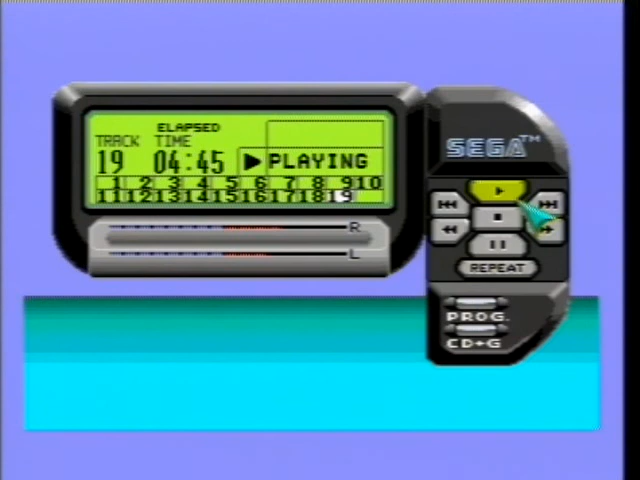 ELAPSED
TRACK TIME
19 04:45 ▶PLAYING
1 2 3 4 5 6 7 8 9 10
11 12 13 14 15 16 17 18 19
R
L
SEGA™
REPEAT
PROG.
CD+G